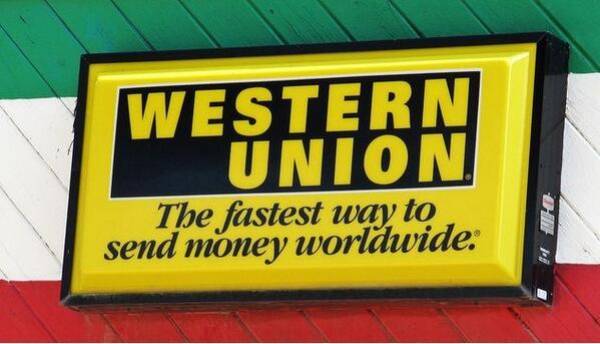 WESTERN
UNION®
The fastest way to
send money worldwide.®